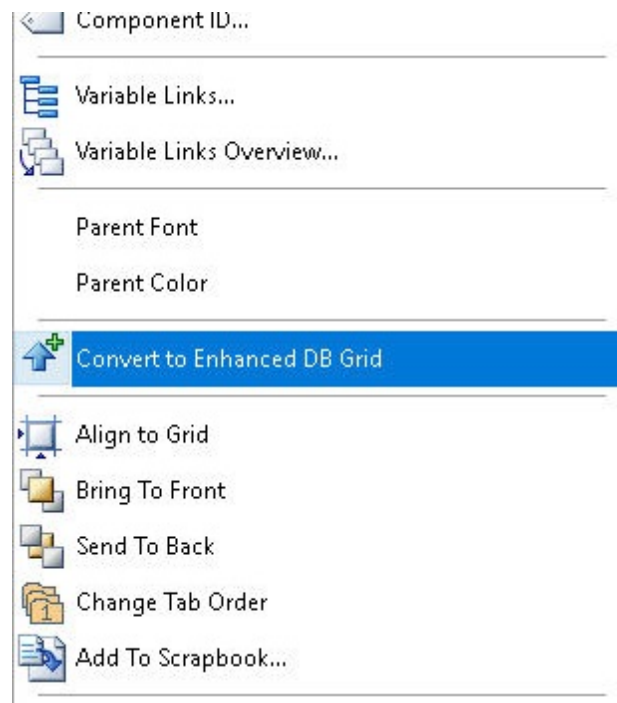 Component ID...
Variable Links...
Variable Links Overview...
Parent Font
Parent Color
Convert to Enhanced DB Grid
Align to Grid
Bring To Front
Send To Back
Change Tab Order
Add To Scrapbook...